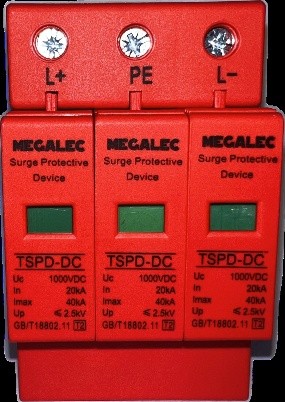 L+ PE L-
MEGALEC MEGALEC MEGALEC
Surge Protective Surge Protective Surge Protective
Device Device Device
TSPD-DC TSPD-DC TSPD-DC
Uc 1000VDC Uc 1000VDC Uc 1000VDC
In 20kA In 20kA In 20kA
Imax 40kA Imax 40kA Imax 40kA
Up ≤2.5kV Up ≤2.5kV Up ≤2.5kV
GB/T18802.11 T2 GB/T18802.11 T2 GB/T18802.11 T2